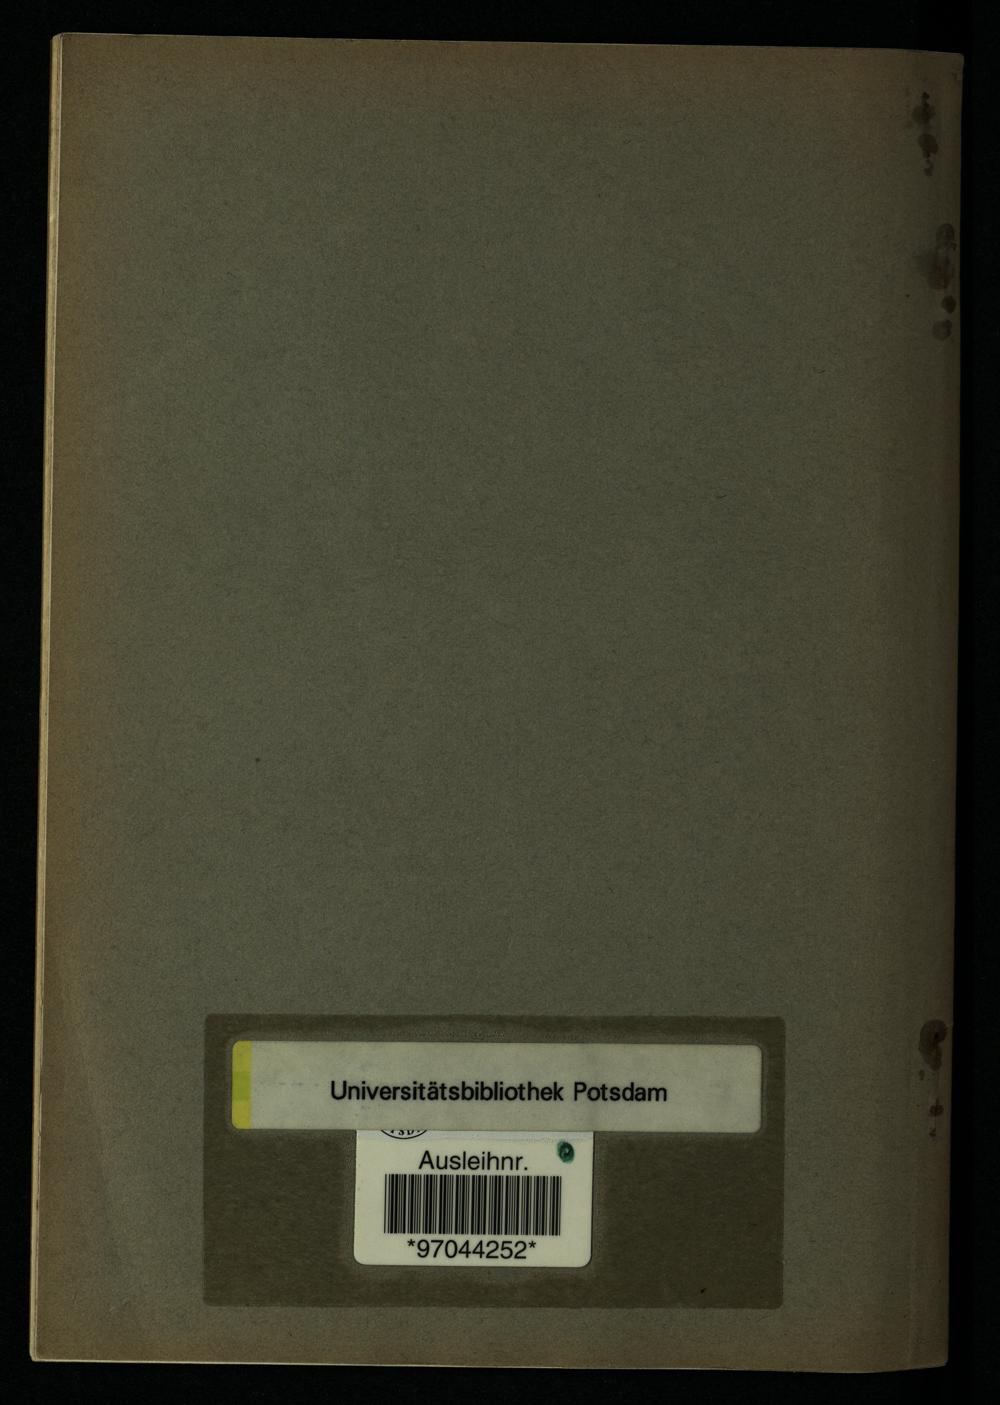 Universitätsbibliothek Potsdam
Ausleihnr.
*97044252*